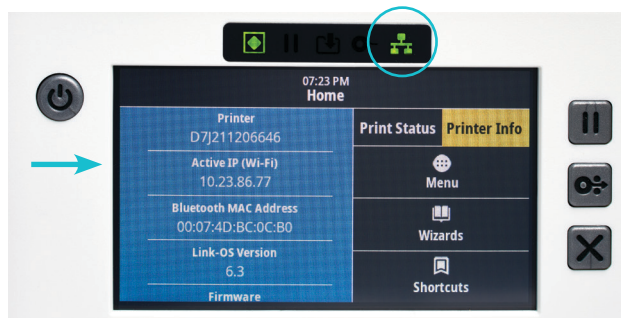 07:23 PM
Home
Printer
D7J211206646
Active IP (Wi-Fi)
10.23.86.77
Bluetooth MAC Address
00:07:4D:BC:0C:B0
Link-OS Version
6.3
Firmware
Print Status
Printer Info
Menu
Wizards
Shortcuts